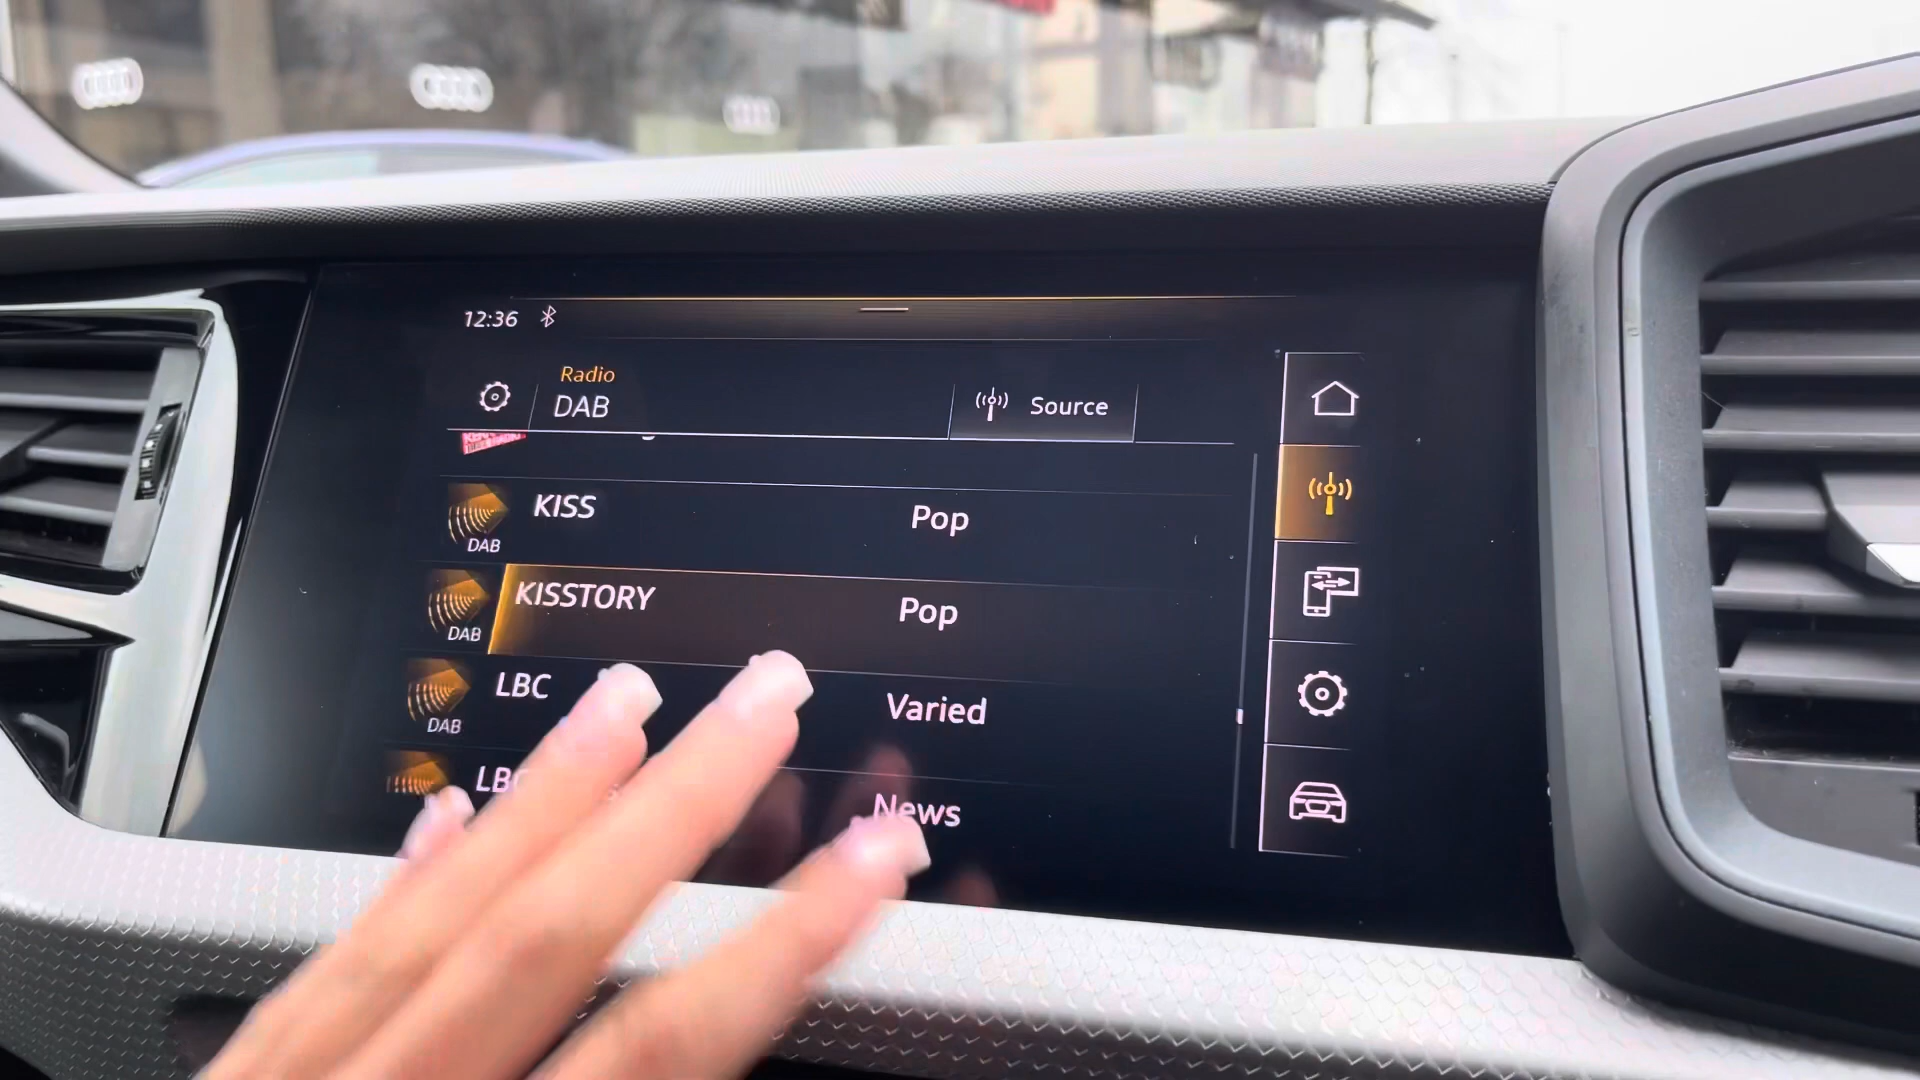 12:36
Radio
DAB
Source
KISS
Pop
DAB
KISSTORY
Pop
DAB
LBC
Varied
DAB
LBC
News